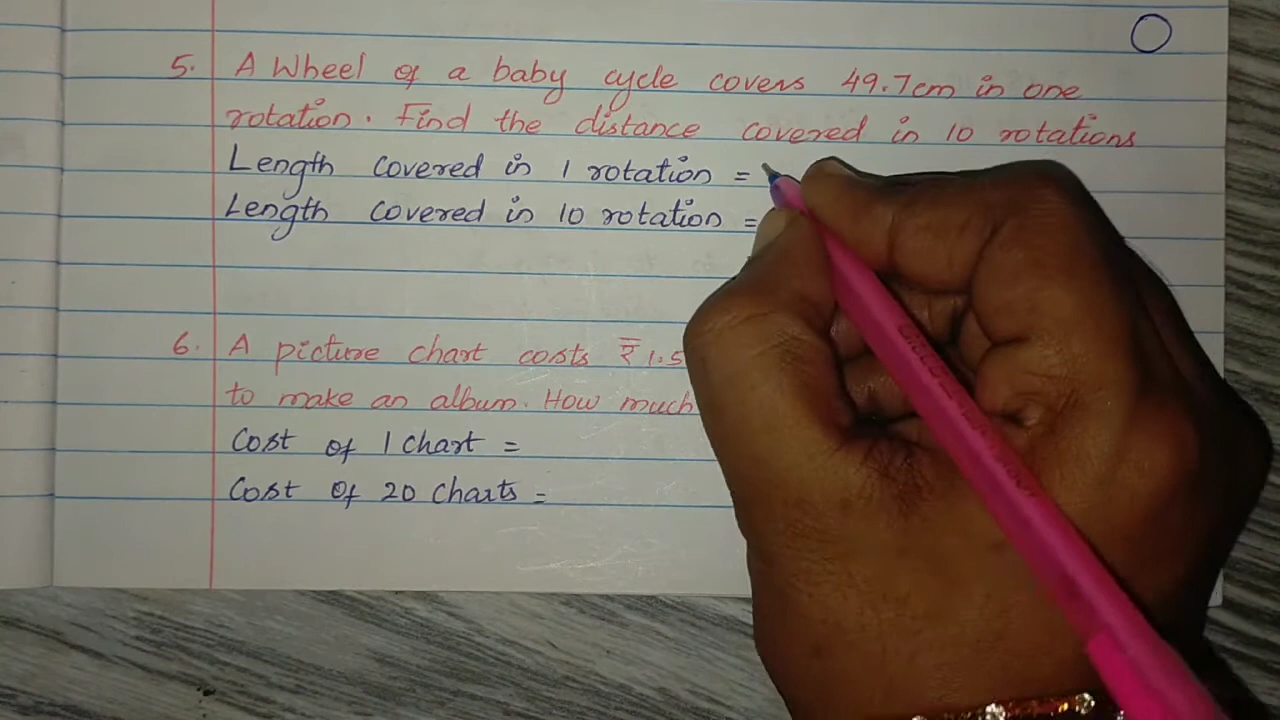 5. A Wheel of a baby cycle covers 49.7cm in one
rotation. Find the distance covered in 10 rotations
Length covered in 1 rotation =
Length covered in 10 rotation =
6. A picture chart costs ₹1.5
to make an album. How much
Cost of 1 chart =
Cost of 20 charts =